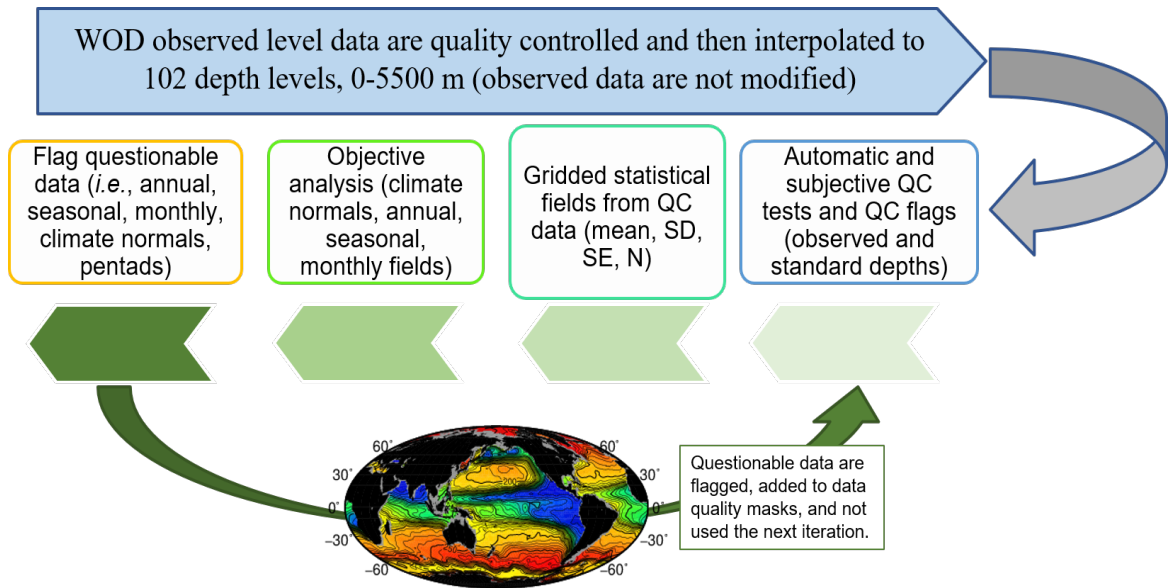 WOD observed level data are quality controlled and then interpolated to
102 depth levels, 0-5500 m (observed data are not modified)
Flag questionable
data (i.e., annual,
seasonal, monthly,
climate normals,
pentads)
Objective
analysis (climate
normals, annual,
seasonal,
monthly fields)
Gridded statistical
fields from QC
data (mean, SD,
SE, N)
Automatic and
subjective QC
tests and QC flags
(observed and
standard depths)
60°
30°
0°
−30°
−60
60°
30°
0°
−30°
−60°
200
Questionable data are
flagged, added to data
quality masks, and not
used the next iteration.